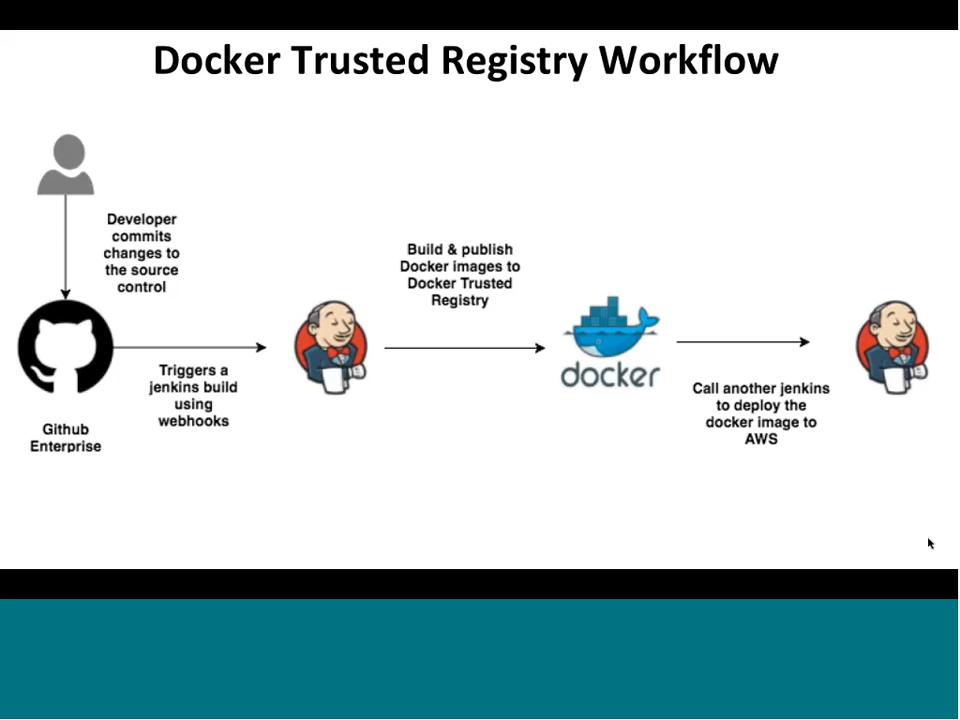 Docker Trusted Registry Workflow
Developer
commits
changes to
the source
control
Github
Enterprise
Triggers a
jenkins build
using
webhooks
Build & publish
Docker images to
Docker Trusted
Registry
docker
Call another jenkins
to deploy the
docker image to
AWS